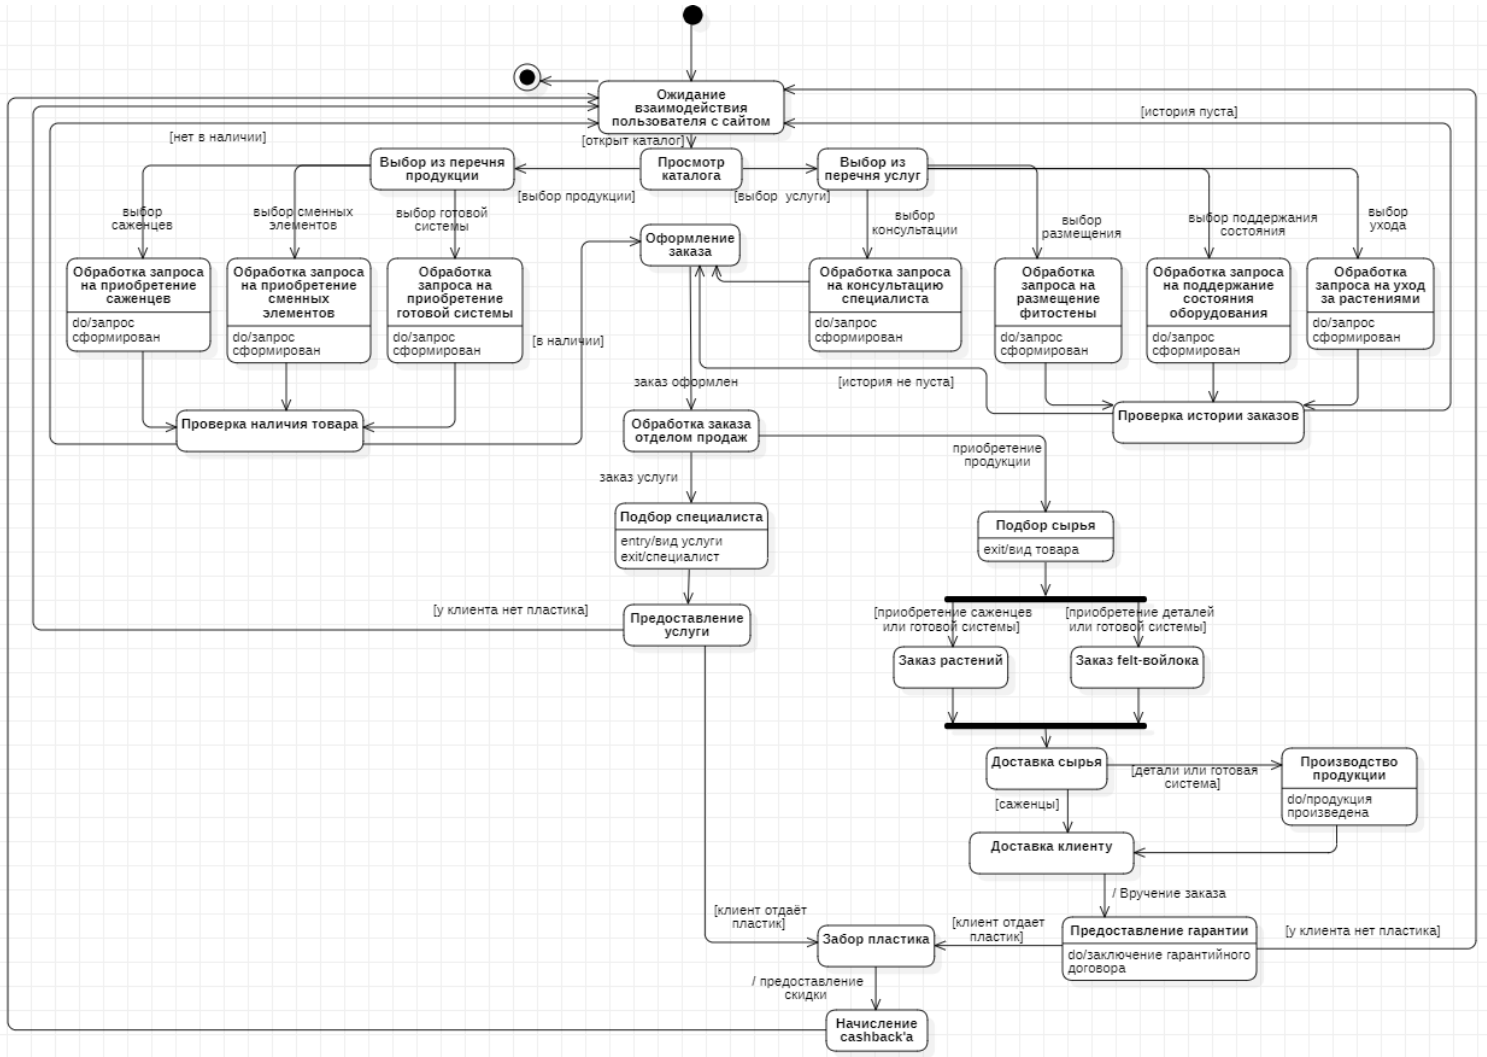 Ожидание
взаимодействия
пользователя с сайтом
[история пуста]
[нет в наличии]
[открыт каталог]
Выбор из перечня
продукции
Просмотр
каталога
Выбор из
перечня услуг
[выбор продукции]
[выбор  услуги]
выбор
саженцев
выбор сменных
элементов
выбор готовой
системы
выбор
консультации
выбор
размещения
выбор поддержания
состояния
выбор
ухода
Оформление
заказа
Обработка запроса
на приобретение
саженцев
do/запрос
сформирован
Обработка запроса
на приобретение
сменных
элементов
do/запрос
сформирован
Обработка
запроса на
приобретение
готовой системы
do/запрос
сформирован
Обработка запроса
на консультацию
специалиста
do/запрос
сформирован
Обработка
запроса на
размещение
фитостены
do/запрос
сформирован
Обработка запроса
на поддержание
состояния
оборудования
do/запрос
сформирован
Обработка
запроса на уход
за растениями
do/запрос
сформирован
[в наличии]
заказ оформлен
[история не пуста]
Проверка наличия товара
Обработка заказа
отделом продаж
Проверка истории заказов
приобретение
продукции
заказ услуги
Подбор специалиста
entry/вид услуги
exit/специалист
Подбор сырья
exit/вид товара
[у клиента нет пластика]
Предоставление
услуги
[приобретение саженцев
или готовой системы]
[приобретение деталей
или готовой системы]
Заказ растений
Заказ felt-войлока
Доставка сырья
[детали или готовая
система]
Производство
продукции
do/продукция
произведена
[саженцы]
Доставка клиенту
/ Вручение заказа
[клиент отдаёт
пластик]
Забор пластика
[клиент отдает
пластик]
Предоставление гарантии
do/заключение гарантийного
договора
[у клиента нет пластика]
/ предоставление
скидки
Начисление
cashback'а